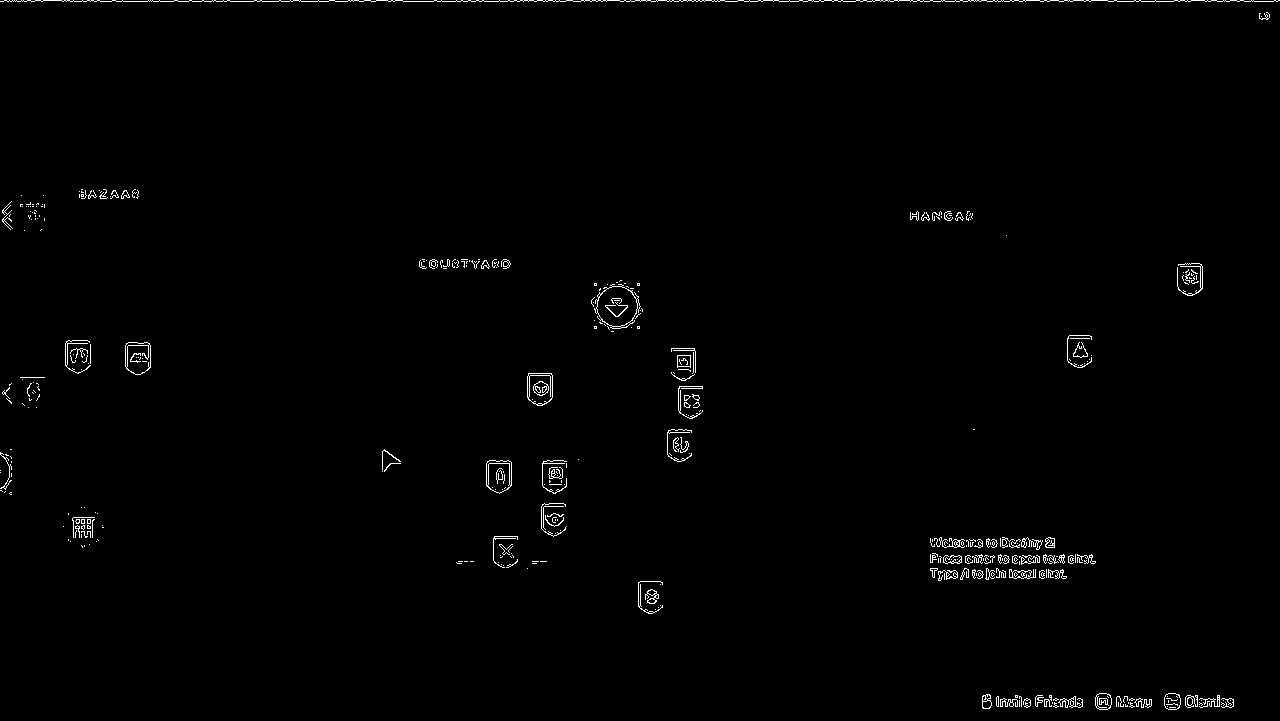 BAZAAR
HANGAR
COURTYARD
Welcome to Destiny 2!
Press enter to open text chat.
Type /l to join local chat.
Invite Friends Menu Dismiss